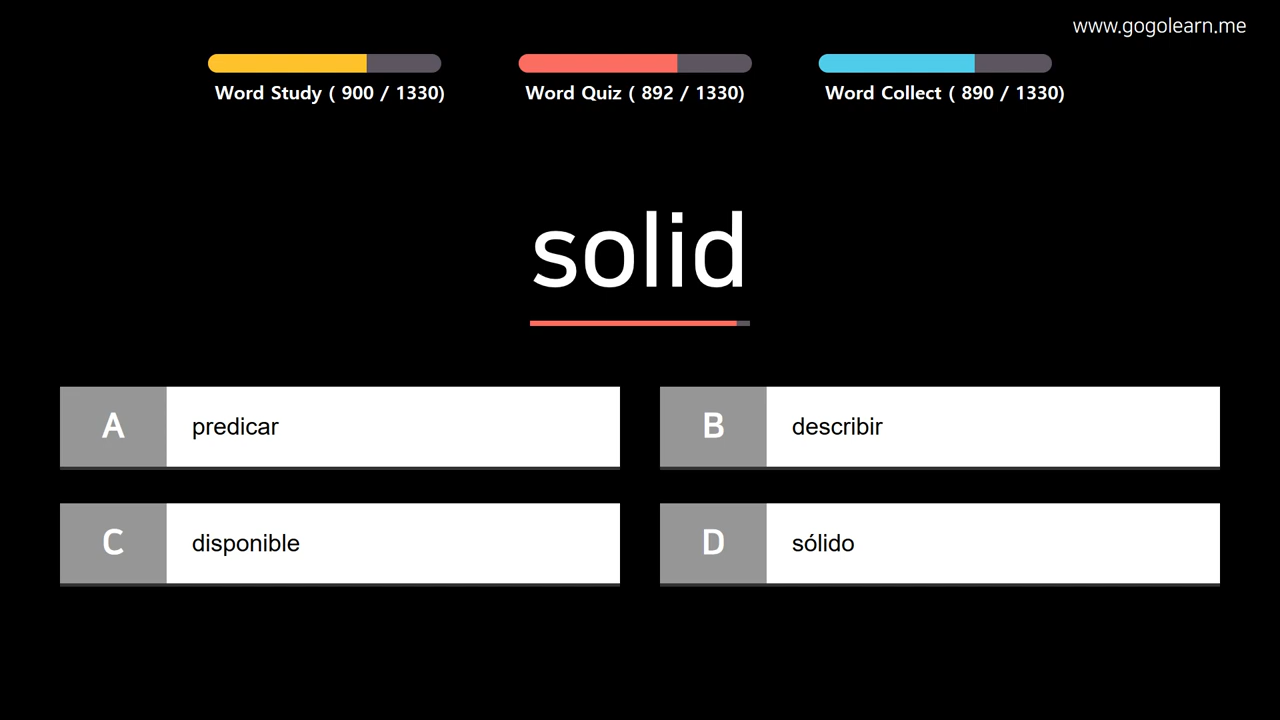 www.gogolearn.me
Word Study ( 900 / 1330)
Word Quiz ( 892 / 1330)
Word Collect ( 890 / 1330)
solid
A predicar
B describir
C disponible
D sólido